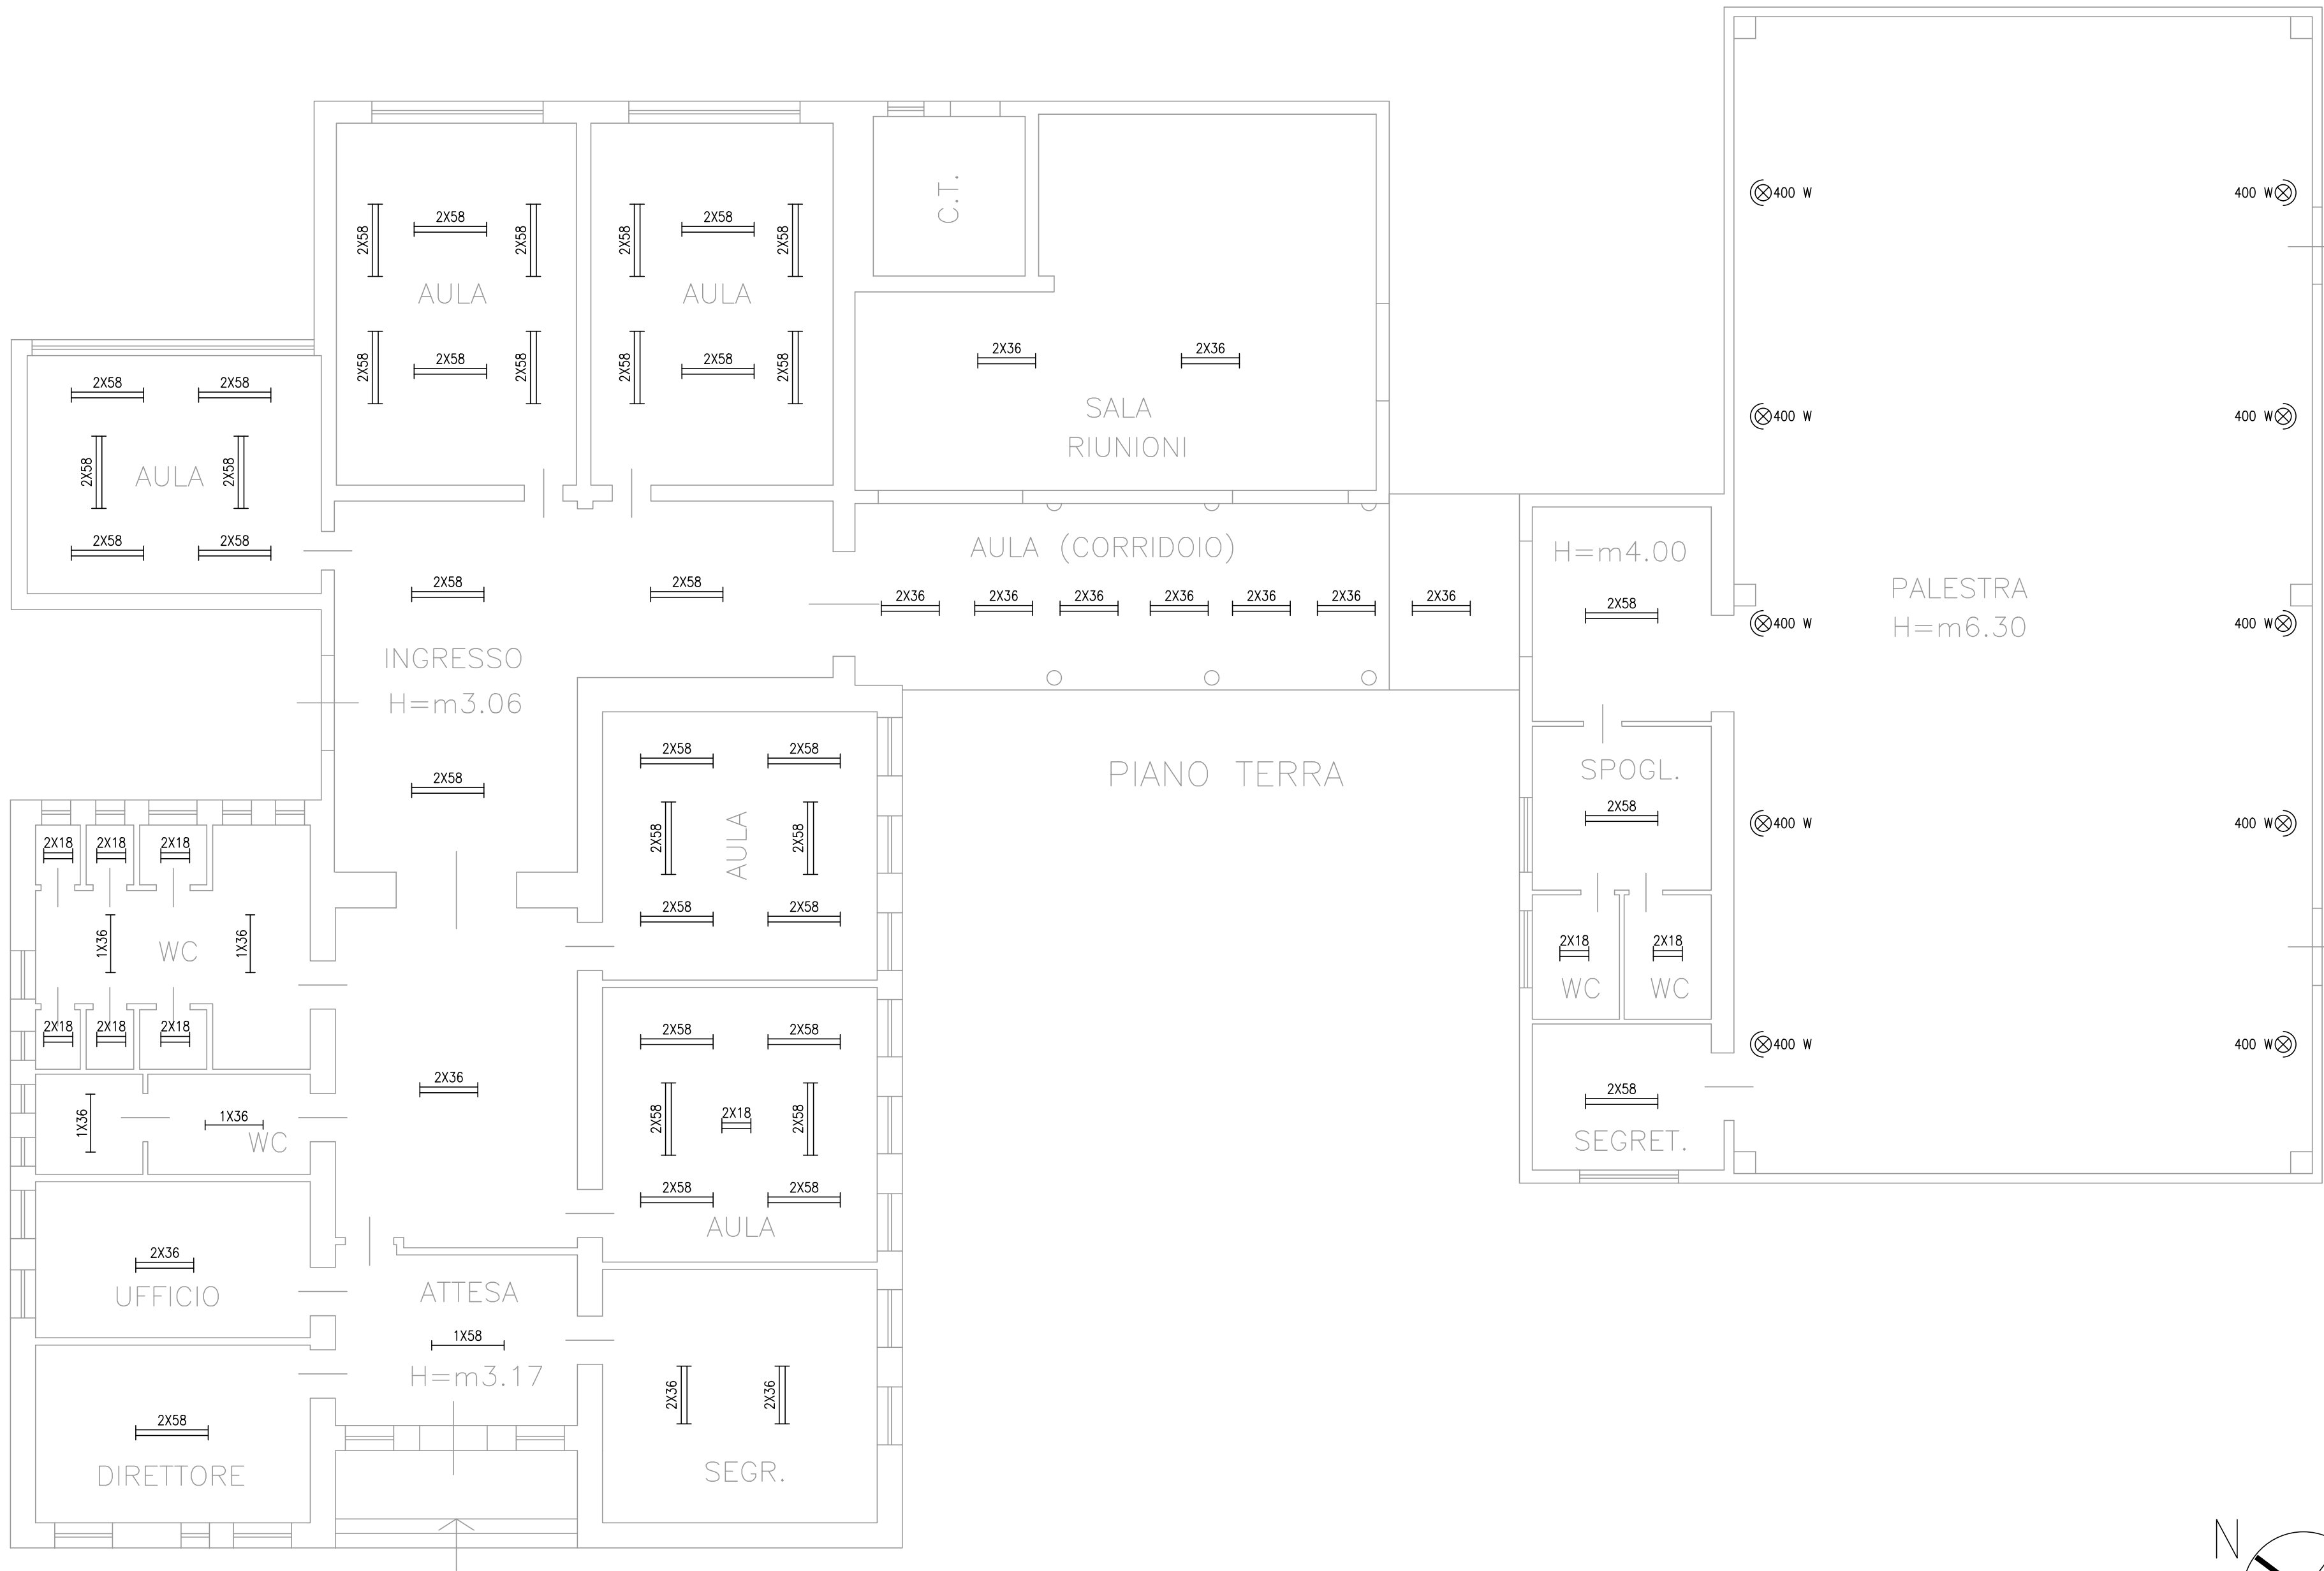 400 W 400 W
C.T.
2X58 2X58
2X58 2X58 2X58 2X58
AULA AULA
2X36 2X36
2X58 2X58
2X58 2X58 2X58 2X58
2X58 2X58
SALA
RIUNIONI
400 W 400 W
2X58 AULA 2X58
2X58 2X58
AULA (CORRIDOIO)
H=m4.00
2X58 2X58
2X36 2X36 2X36 2X36 2X36 2X36 2X36
2X58
PALESTRA
H=m6.30
400 W 400 W
INGRESSO
H=m3.06
2X58 2X58
2X58
PIANO TERRA
SPOGL.
2X58
400 W 400 W
2X18 2X18 2X18
2X58 AULA 2X58
2X58 2X58
1X36 WC 1X36
2X18 2X18
WC WC
2X18 2X18 2X18
2X58 2X58
400 W 400 W
2X36
2X58 2X18 2X58
2X58
1X36 1X36
WC
SEGRET.
2X58 2X58
AULA
2X36
UFFICIO
ATTESA
1X58
H=m3.17
2X36 2X36
2X58
DIRETTORE
SEGR.
N